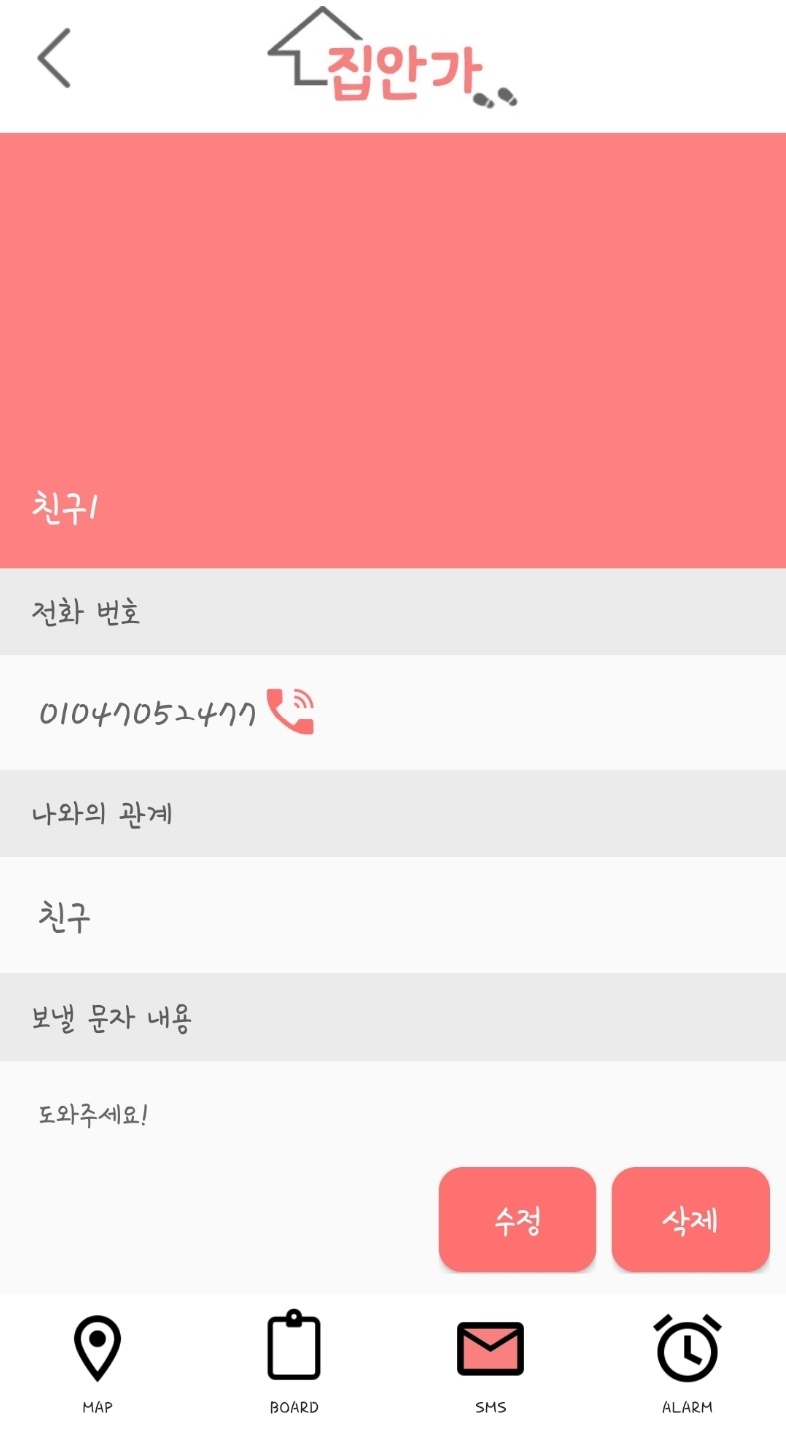 집안가
친구1
전화 번호
01047052477
나와의 관계
친구
보낼 문자 내용
도와주세요!
수정 삭제
MAP BOARD SMS ALARM